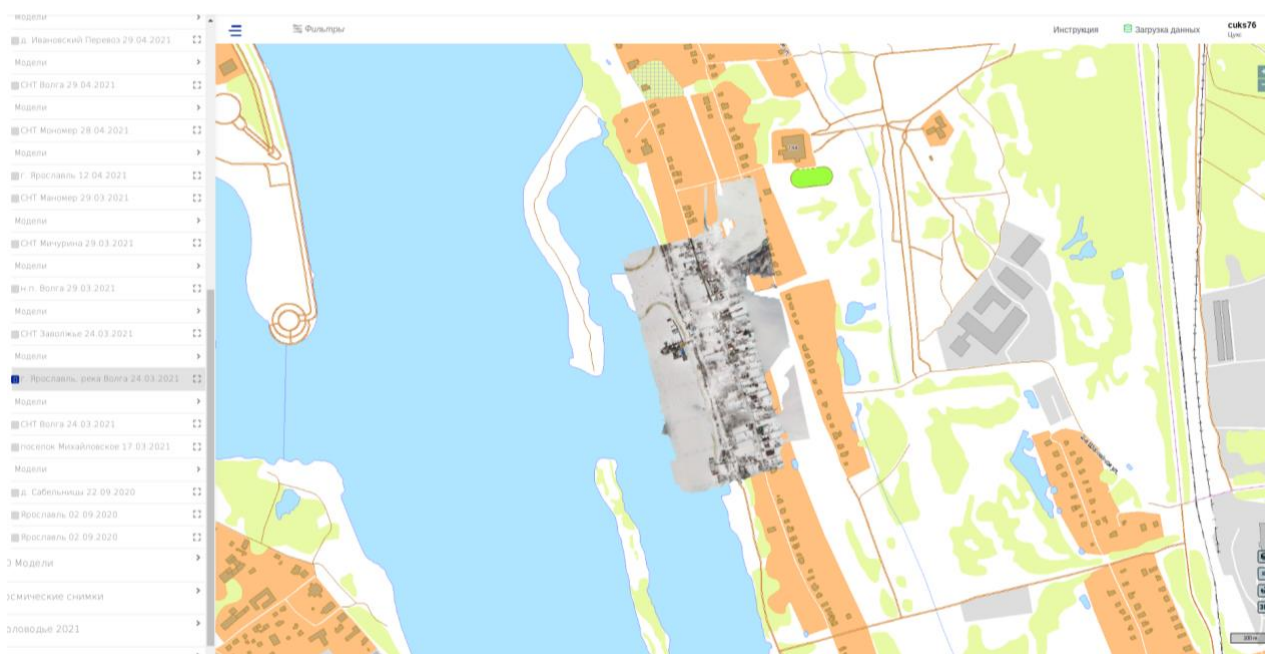 Модели
д. Ивановский Перевоз 29.04.2021
Модели
СНТ Волга 29.04.2021
Модели
СНТ Мономер 28.04.2021
Модели
г. Ярославль 12.04.2021
СНТ Маномер 29.03.2021
Модели
СНТ Мичурина 29.03.2021
Модели
н.п. Волга 29.03.2021
Модели
СНТ Заволжье 24.03.2021
Модели
г. Ярославль, река Волга 24.03.2021
Модели
СНТ Волга 24.03.2021
поселок Михайловское 17.03.2021
Модели
д. Сабельницы 22.09.2020
Ярославль 02.09.2020
Ярославль 02.09.2020
D Модели
осмические снимки
оловодье 2021
Фильтры
Инструкция
Загрузка данных
cuks76
Цукс